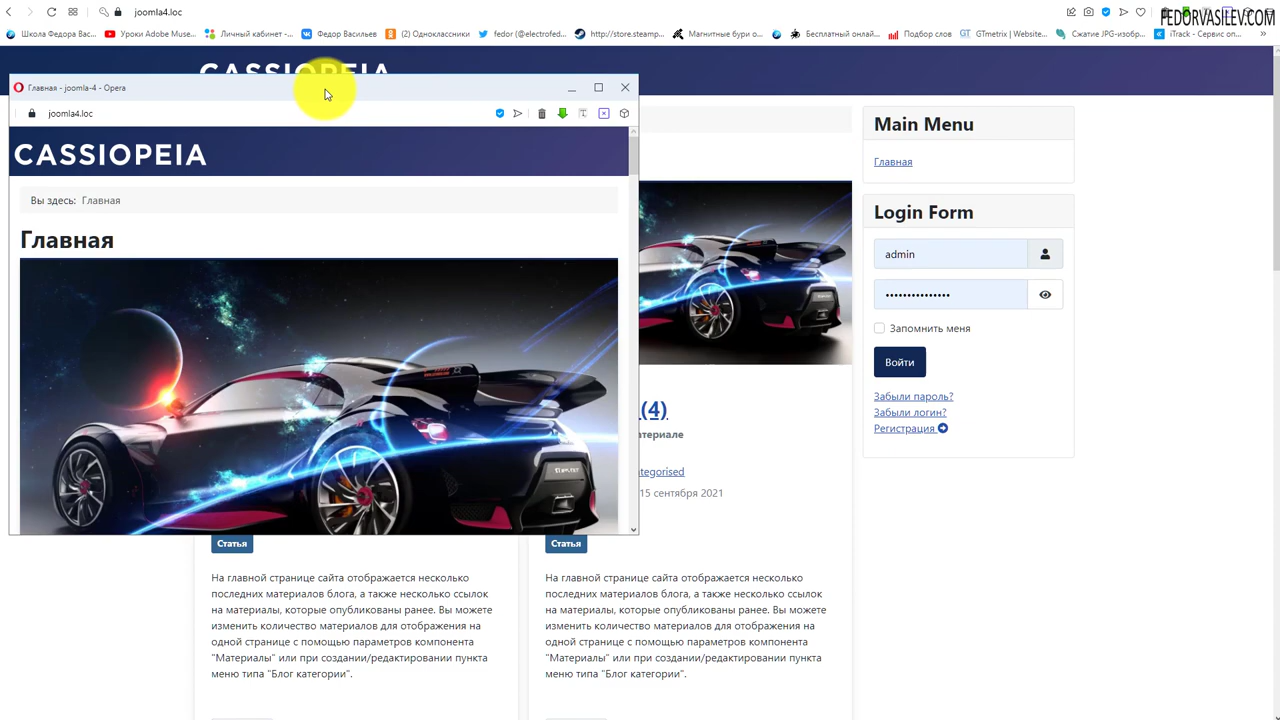 joomla4.loc
FEDORVASILEV.COM
Школа Федора Вас...
Уроки Adobe Muse...
Личный кабинет -...
Федор Васильев
(2) Одноклассники
fedor (@electrofed...
http://store.steamp...
Магнитные бури о...
Бесплатный онлай...
Подбор слов
GTmetrix | Website...
Сжатие JPG-изобр...
iTrack - Сервис оп...
CASSIOPEIA
Главная - joomla-4 - Opera
joomla4.loc
CASSIOPEIA
Вы здесь: Главная
Главная
Main Menu
Главная
Login Form
admin
•••••••••••••••
Запомнить меня
Войти
Забыли пароль?
Забыли логин?
Регистрация
(4)
материале
tegorised
15 сентября 2021
Статья
На главной странице сайта отображается несколько
последних материалов блога, а также несколько ссылок
на материалы, которые опубликованы ранее. Вы можете
изменить количество материалов для отображения на
одной странице с помощью параметров компонента
"Материалы" или при создании/редактировании пункта
меню типа "Блог категории".
Статья
На главной странице сайта отображается несколько
последних материалов блога, а также несколько ссылок
на материалы, которые опубликованы ранее. Вы можете
изменить количество материалов для отображения на
одной странице с помощью параметров компонента
"Материалы" или при создании/редактировании пункта
меню типа "Блог категории".